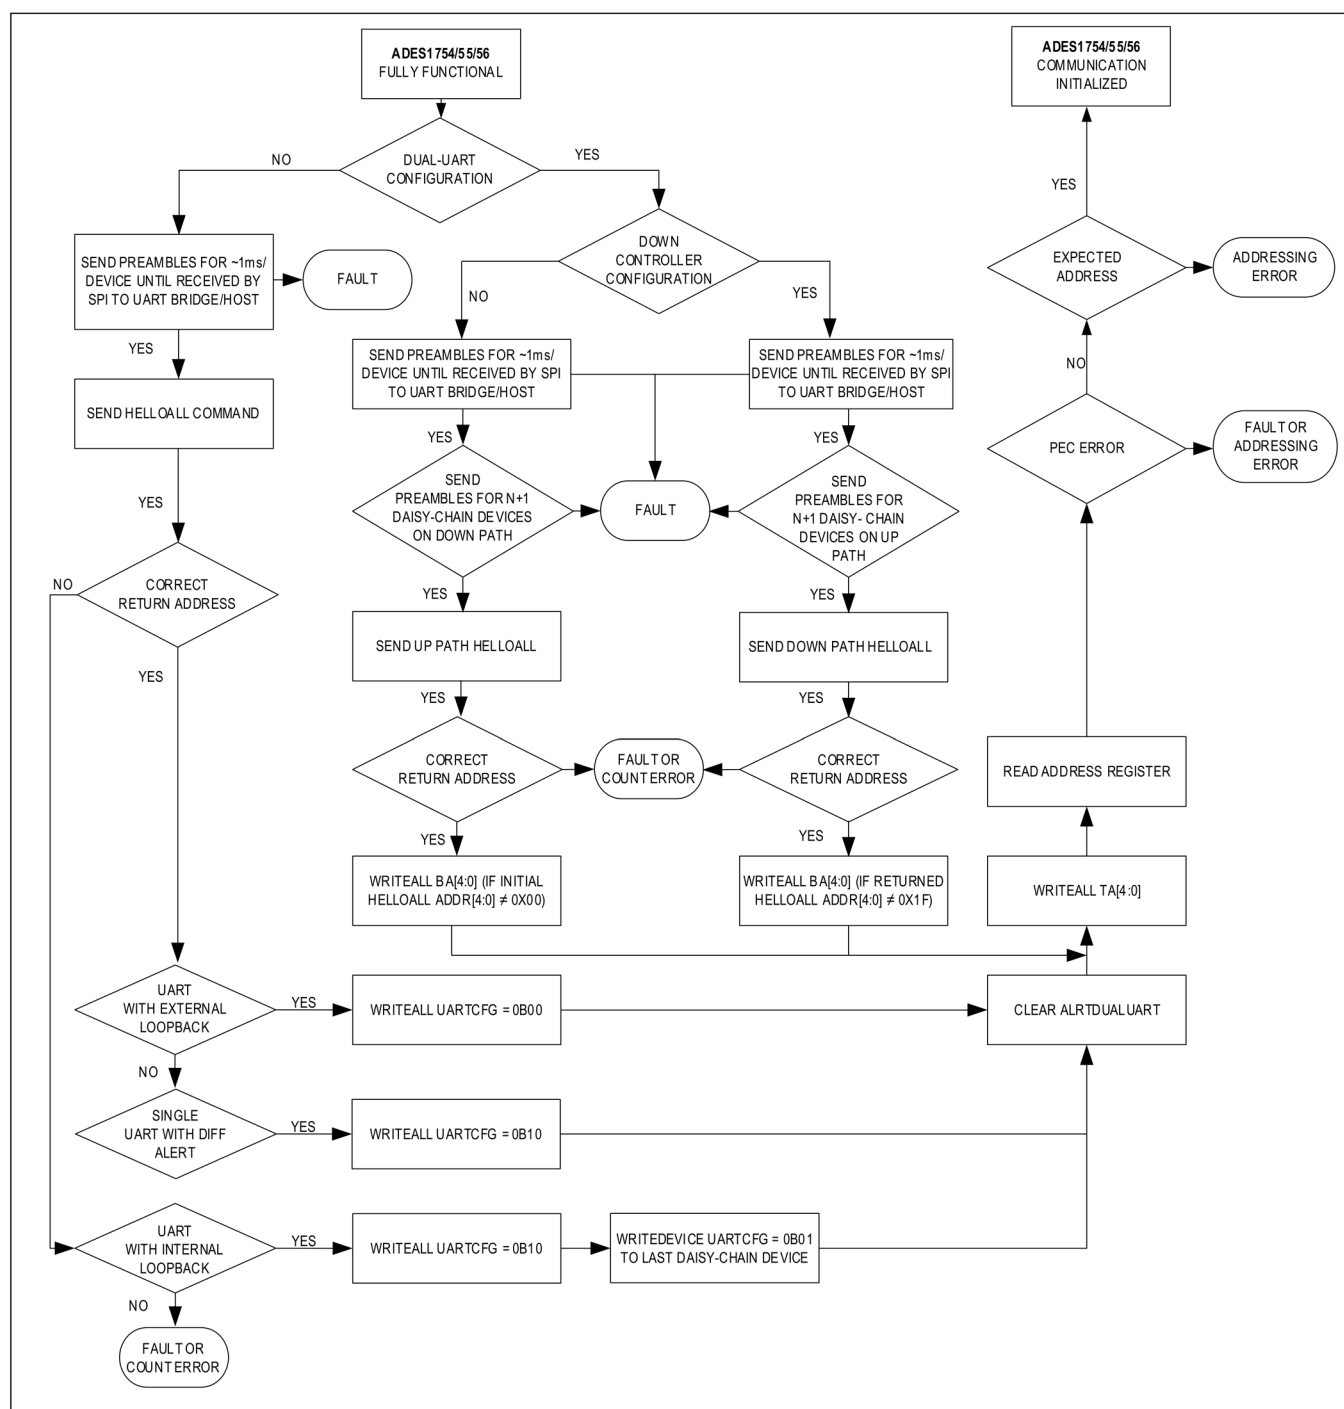 ADES1754/55/56
FULLY FUNCTIONAL
DUAL-UART
CONFIGURATION
NO
YES
SEND PREAMBLES FOR ~1ms/
DEVICE UNTIL RECEIVED BY
SPI TO UART BRIDGE/HOST
FAULT
YES
SEND HELLOALL COMMAND
YES
CORRECT
RETURN ADDRESS
NO
YES
DOWN
CONTROLLER
CONFIGURATION
NO
YES
SEND PREAMBLES FOR ~1ms/
DEVICE UNTIL RECEIVED BY SPI
TO UART BRIDGE/HOST
SEND PREAMBLES FOR ~1ms/
DEVICE UNTIL RECEIVED BY SPI
TO UART BRIDGE/HOST
YES
YES
SEND
PREAMBLES FOR N+1
DAISY-CHAIN DEVICES
ON DOWN PATH
FAULT
SEND
PREAMBLES FOR
N+1 DAISY- CHAIN
DEVICES ON UP
PATH
YES
YES
SEND UP PATH HELLOALL
SEND DOWN PATH HELLOALL
YES
YES
CORRECT
RETURN ADDRESS
FAULT OR
COUNT ERROR
CORRECT
RETURN ADDRESS
YES
YES
WRITEALL BA[4:0] (IF INITIAL
HELLOALL ADDR[4:0] ≠ 0X00)
WRITEALL BA[4:0] (IF RETURNED
HELLOALL ADDR[4:0] ≠ 0X1F)
UART
WITH EXTERNAL
LOOPBACK
YES
WRITEALL UARTCFG = 0B00
NO
SINGLE
UART WITH DIFF
ALERT
YES
WRITEALL UARTCFG = 0B10
UART
WITH INTERNAL
LOOPBACK
YES
WRITEALL UARTCFG = 0B10
WRITEDEVICE UARTCFG = 0B01
TO LAST DAISY-CHAIN DEVICE
NO
FAULT OR
COUNT ERROR
ADES1754/55/56
COMMUNICATION
INITIALIZED
YES
EXPECTED
ADDRESS
ADDRESSING
ERROR
NO
PEC ERROR
FAULT OR
ADDRESSING
ERROR
READ ADDRESS REGISTER
WRITEALL TA[4:0]
CLEAR ALRTDUALUART